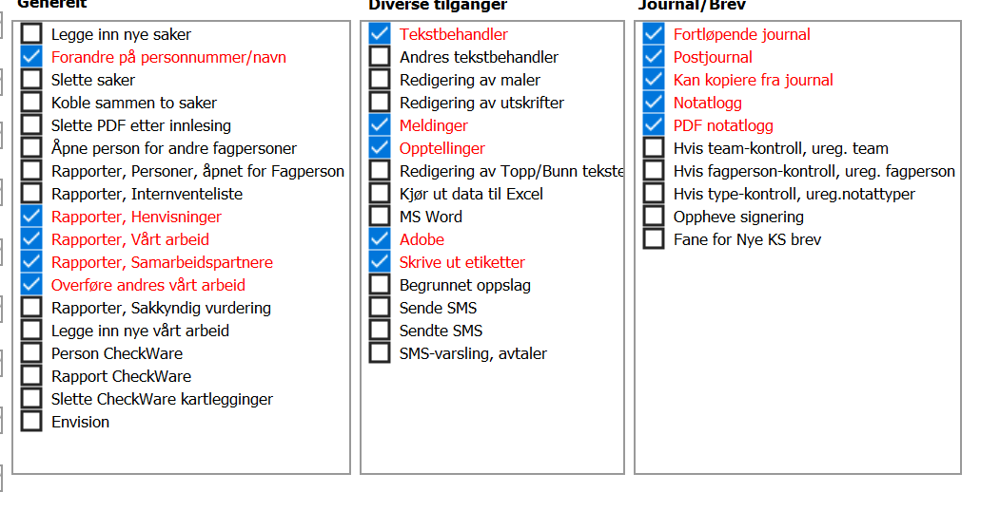 Generelt
Legge inn nye saker
Forandre på personnummer/navn
Slette saker
Koble sammen to saker
Slette PDF etter innlesing
Åpne person for andre fagpersoner
Rapporter, Personer, åpnet for Fagperson
Rapporter, Internventeliste
Rapporter, Henvisninger
Rapporter, Vårt arbeid
Rapporter, Samarbeidspartnere
Overføre andres vårt arbeid
Rapporter, Sakkyndig vurdering
Legge inn nye vårt arbeid
Person CheckWare
Rapport CheckWare
Slette CheckWare kartlegginger
Envision
Diverse tilganger
Tekstbehandler
Andres tekstbehandler
Redigering av maler
Redigering av utskrifter
Meldinger
Opptellinger
Redigering av Topp/Bunn tekste
Kjør ut data til Excel
MS Word
Adobe
Skrive ut etiketter
Begrunnet oppslag
Sende SMS
Sendte SMS
SMS-varsling, avtaler
Journal/Brev
Fortløpende journal
Postjournal
Kan kopiere fra journal
Notatlogg
PDF notatlogg
Hvis team-kontroll, ureg. team
Hvis fagperson-kontroll, ureg. fagperson
Hvis type-kontroll, ureg.notattyper
Oppheve signering
Fane for Nye KS brev